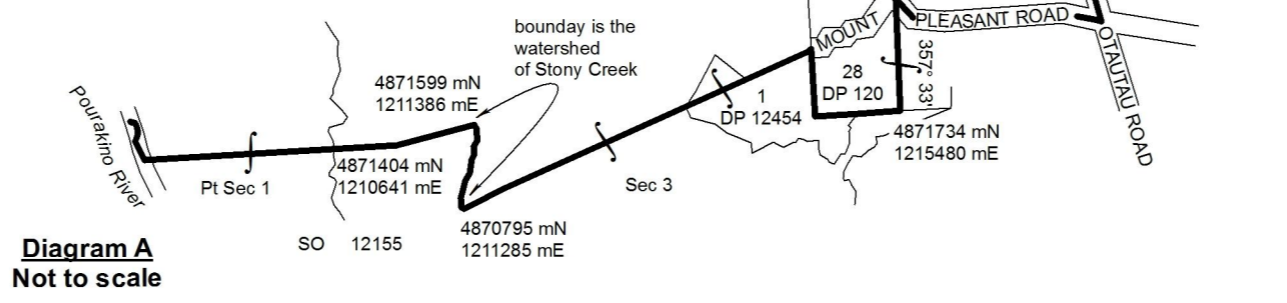 bounday is the
watershed
of Stony Creek
MOUNT
PLEASANT ROAD
OTAUTAU ROAD
357° 33'
28
DP 120
1
DP 12454
4871599 mN
1211386 mE
Pourakino River
4871734 mN
1215480 mE
4871404 mN
1210641 mE
Pt Sec 1
Sec 3
4870795 mN
1211285 mE
SO 12155
Diagram A
Not to scale